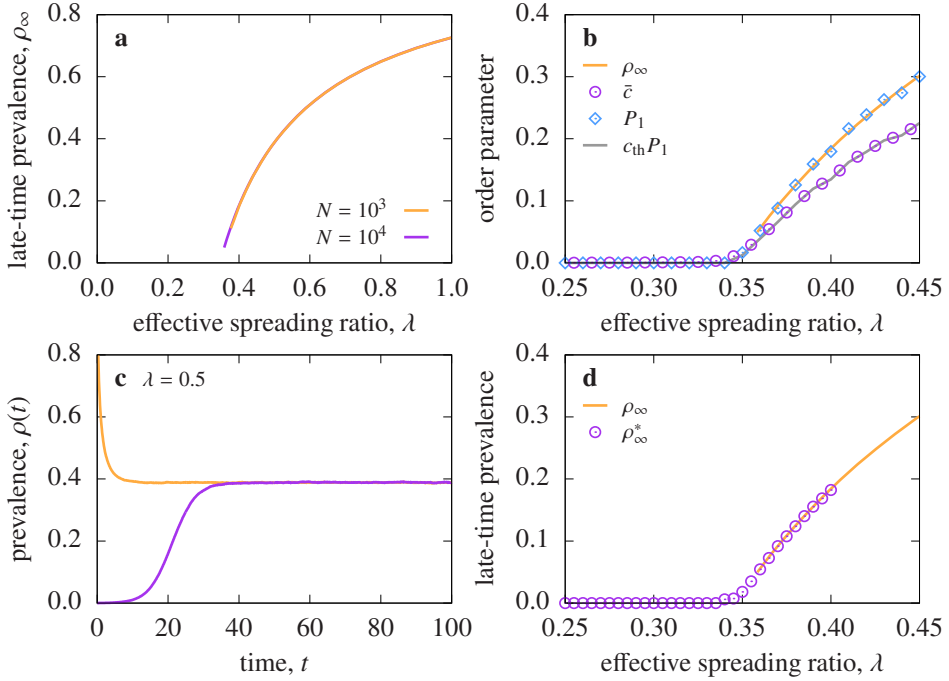 a
late-time prevalence, ρ∞
0.8
0.6
0.4
0.2
0.0
N = 10³
N = 10⁴
0.0 0.2 0.4 0.6 0.8 1.0
effective spreading ratio, λ
b
order parameter
0.4
0.3
0.2
0.1
0.0
ρ∞
c̄
P₁
cₜₕP₁
0.25 0.30 0.35 0.40 0.45
effective spreading ratio, λ
c λ = 0.5
prevalence, ρ(t)
0.8
0.6
0.4
0.2
0.0
0 20 40 60 80 100
time, t
d
late-time prevalence
0.4
0.3
0.2
0.1
0.0
ρ∞
ρ*∞
0.25 0.30 0.35 0.40 0.45
effective spreading ratio, λ